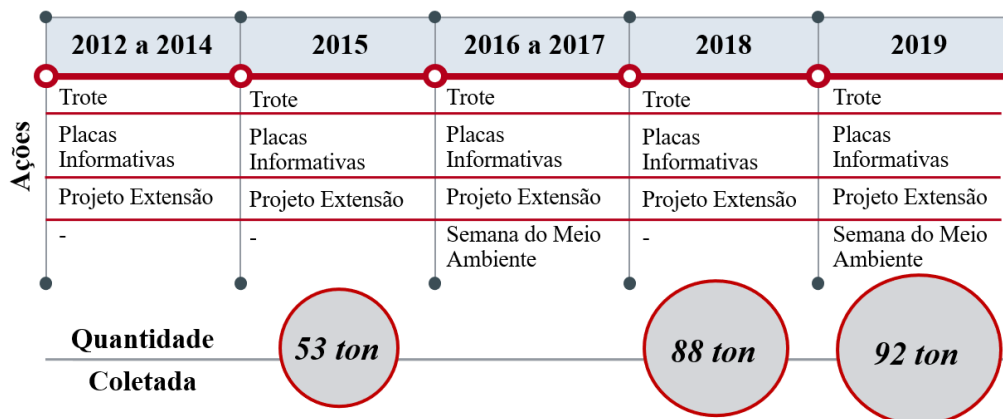 2012 a 2014
2015
2016 a 2017
2018
2019
Ações
Trote
Trote
Trote
Trote
Trote
Placas
Informativas
Placas
Informativas
Placas
Informativas
Placas
Informativas
Placas
Informativas
Projeto Extensão
Projeto Extensão
Projeto Extensão
Projeto Extensão
Projeto Extensão
-
-
Semana do Meio
Ambiente
-
Semana do Meio
Ambiente
Quantidade
Coletada
53 ton
88 ton
92 ton